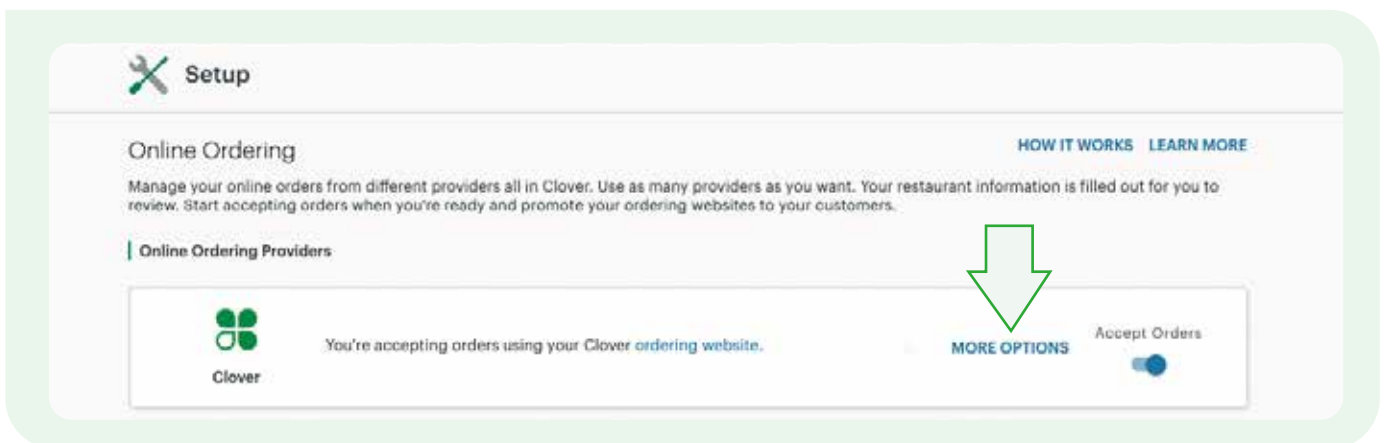 Setup
Online Ordering
HOW IT WORKS LEARN MORE
Manage your online orders from different providers all in Clover. Use as many providers as you want. Your restaurant information is filled out for you to
review. Start accepting orders when you're ready and promote your ordering websites to your customers.
Online Ordering Providers
Accept Orders
You're accepting orders using your Clover ordering website.
MORE OPTIONS
Clover